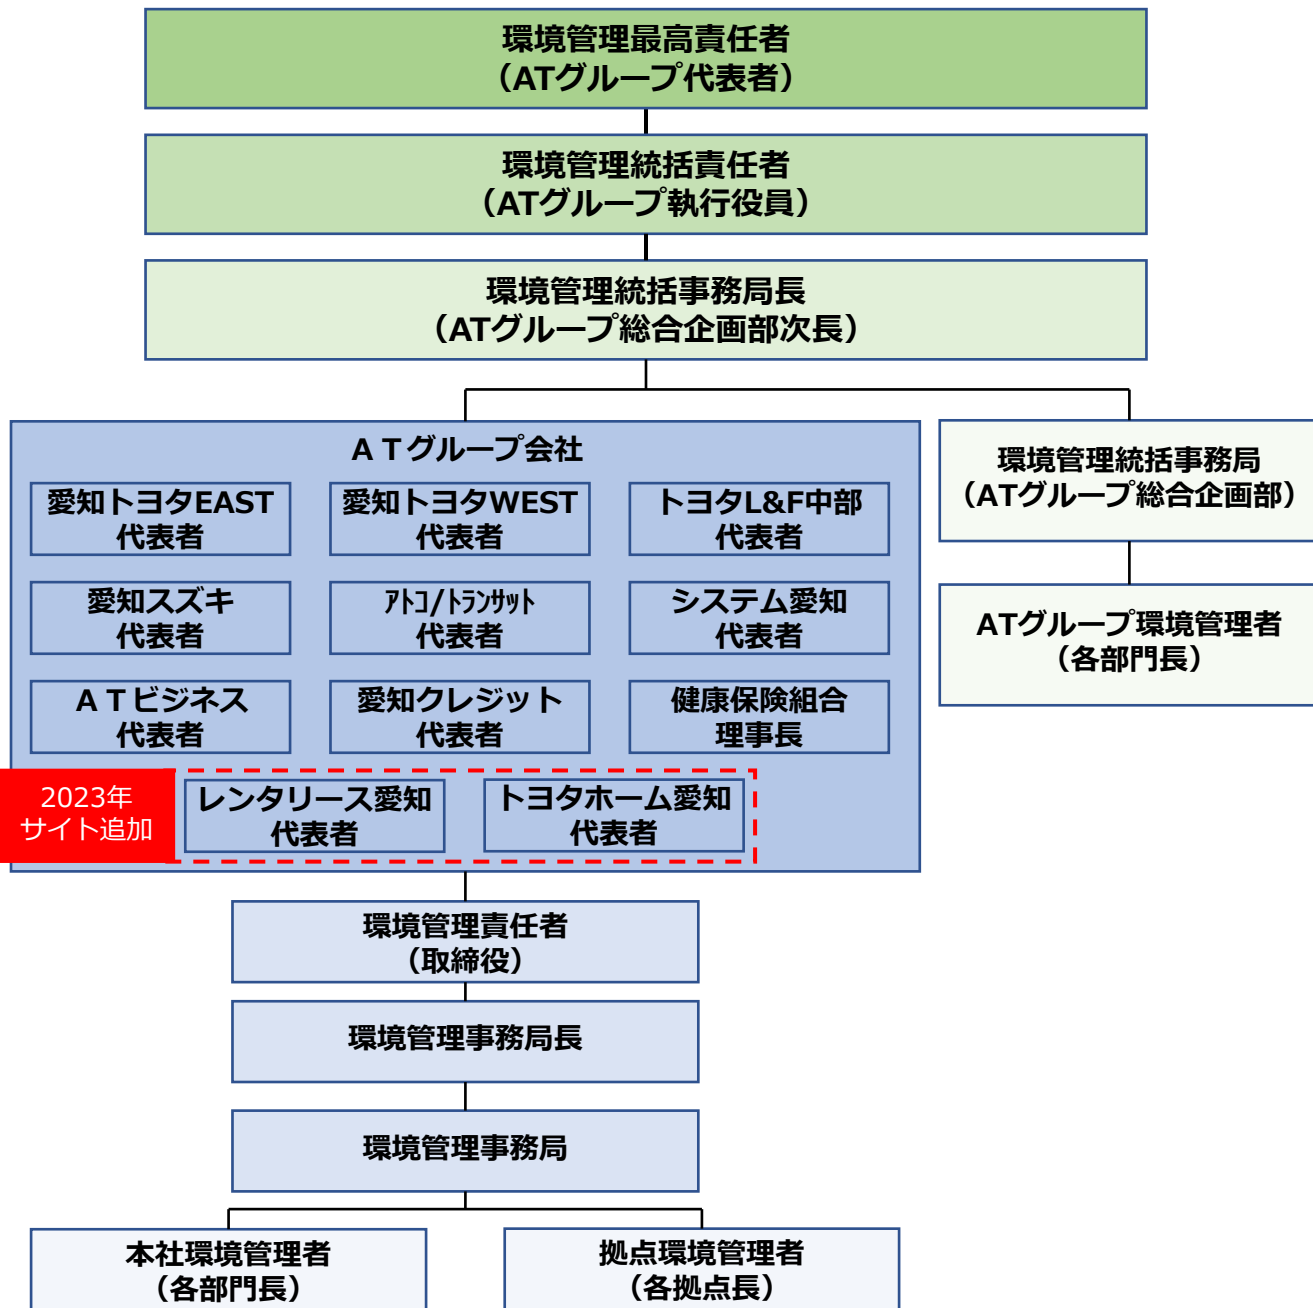 環境管理最高責任者
（ATグループ代表者）
環境管理統括責任者
（ATグループ執行役員）
環境管理統括事務局長
（ATグループ総合企画部次長）
ＡＴグループ会社
愛知トヨタEAST
代表者
愛知トヨタWEST
代表者
トヨタL&F中部
代表者
愛知スズキ
代表者
ｱﾄｺ/ﾄﾗﾝｻｯﾄ
代表者
システム愛知
代表者
ＡＴビジネス
代表者
愛知クレジット
代表者
健康保険組合
理事長
2023年
サイト追加
レンタリース愛知
代表者
トヨタホーム愛知
代表者
環境管理統括事務局
（ATグループ総合企画部）
ATグループ環境管理者
（各部門長）
環境管理責任者
（取締役）
環境管理事務局長
環境管理事務局
本社環境管理者
（各部門長）
拠点環境管理者
（各拠点長）